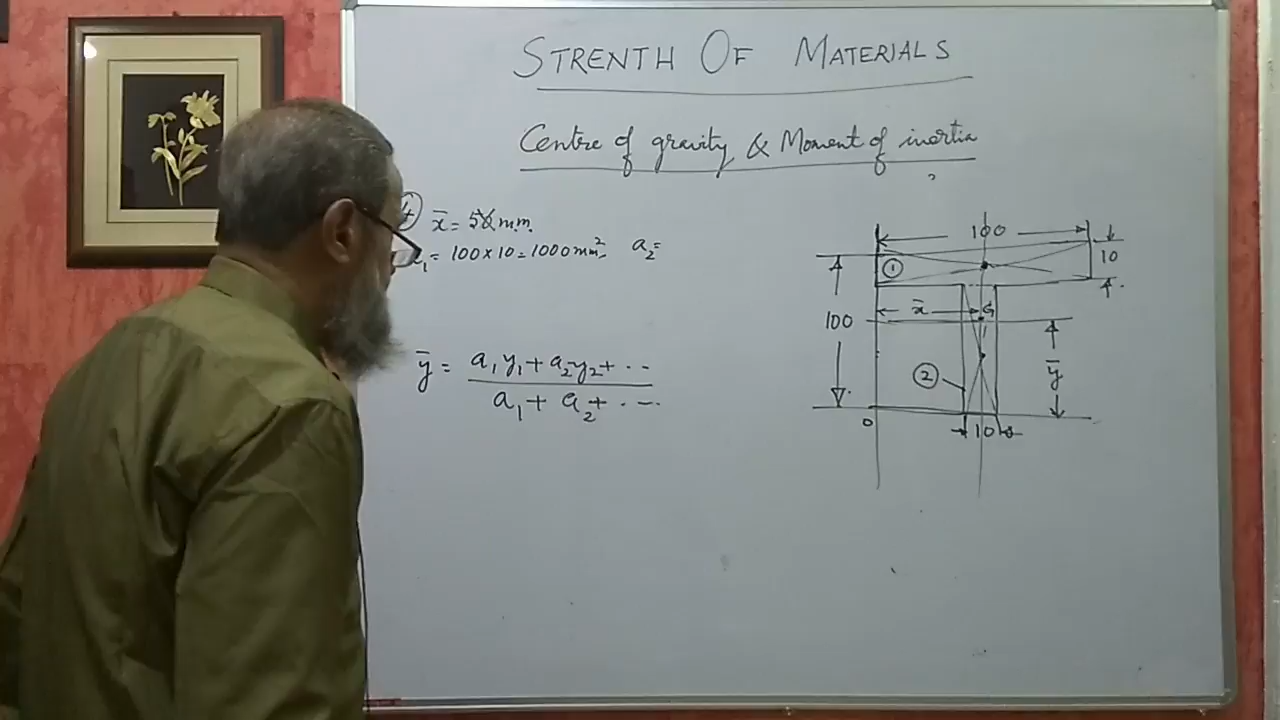 STRENTH OF MATERIALS
Centre of gravity & Moment of inertia
x̄ = 50 mm.
a₁ = 100 × 10 = 1000 mm². a₂ =
ȳ = a₁y₁ + a₂y₂ + ... / a₁ + a₂ + ...
100
10
①
x̄
G
100
ȳ
②
0
10